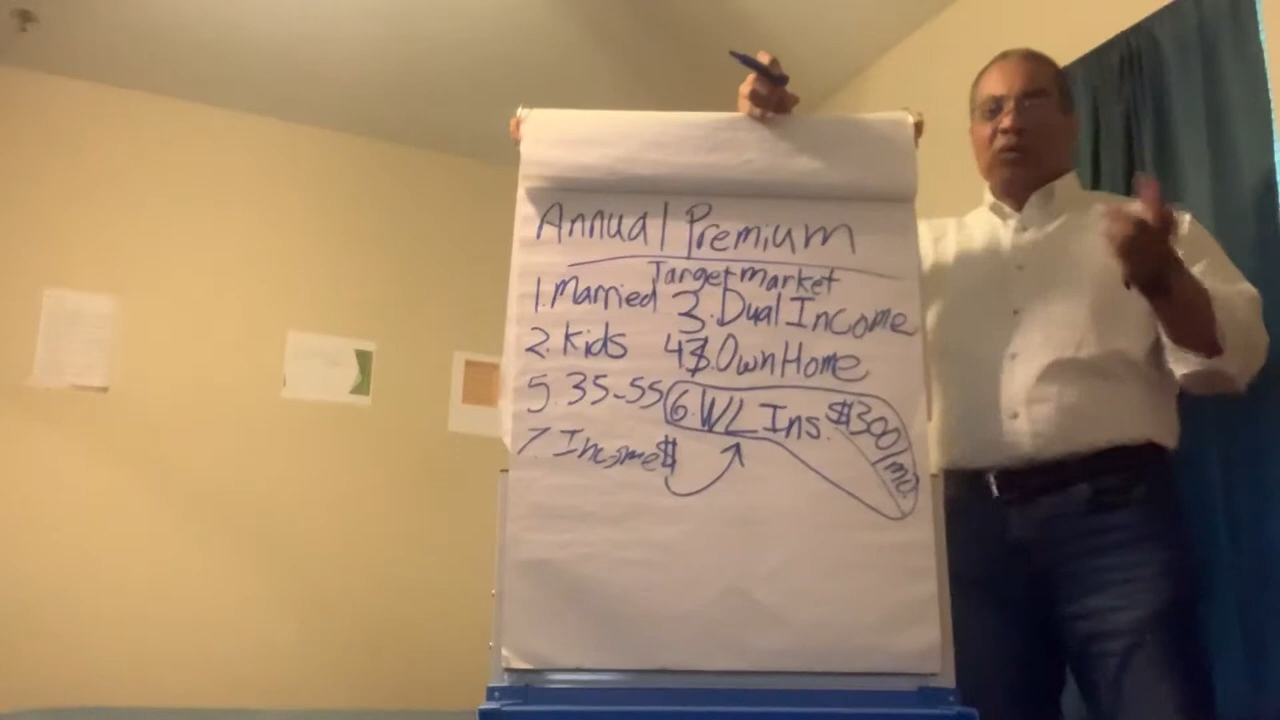 Annual Premium
Target market
1. Married 3. Dual Income
2. Kids 4$. Own Home
5. 35-55 6. WL Ins. $300/mo.
7. Income $